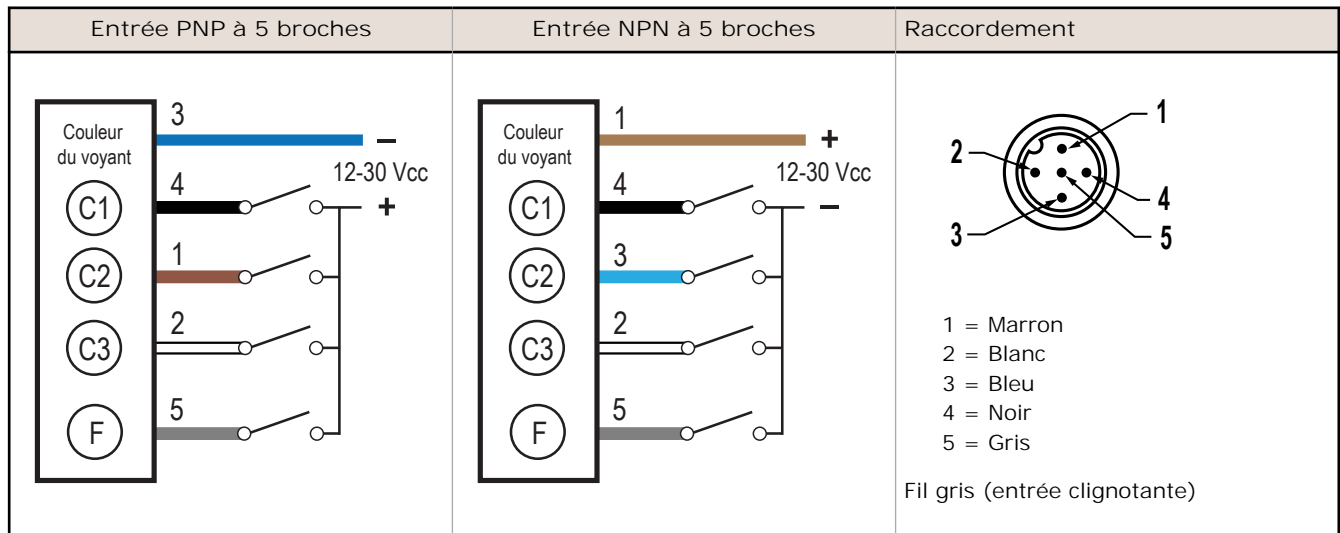 Entrée PNP à 5 broches
Entrée NPN à 5 broches
Raccordement
Couleur
du voyant
3
–
12-30 Vcc
4
+
C1
1
C2
2
C3
5
F
Couleur
du voyant
1
+
12-30 Vcc
4
–
C1
3
C2
2
C3
5
F
1
2
4
3
5
1 = Marron
2 = Blanc
3 = Bleu
4 = Noir
5 = Gris
Fil gris (entrée clignotante)